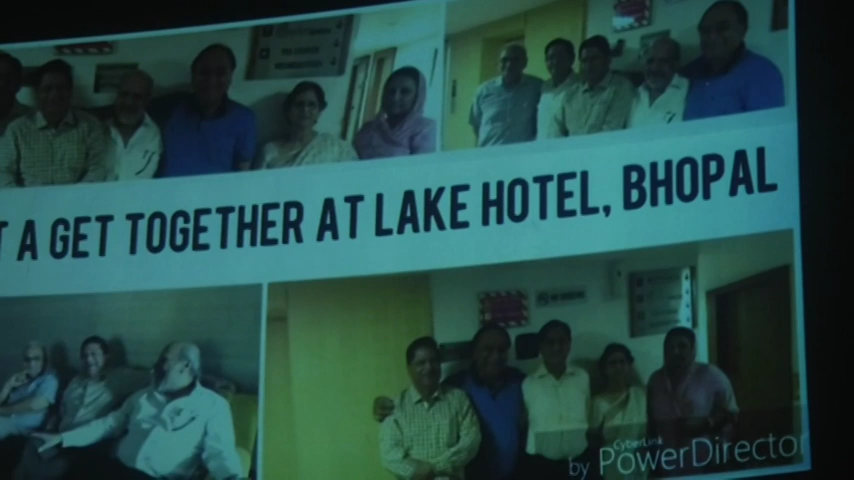 T A GET TOGETHER AT LAKE HOTEL, BHOPAL
CyberLink
by PowerDirector